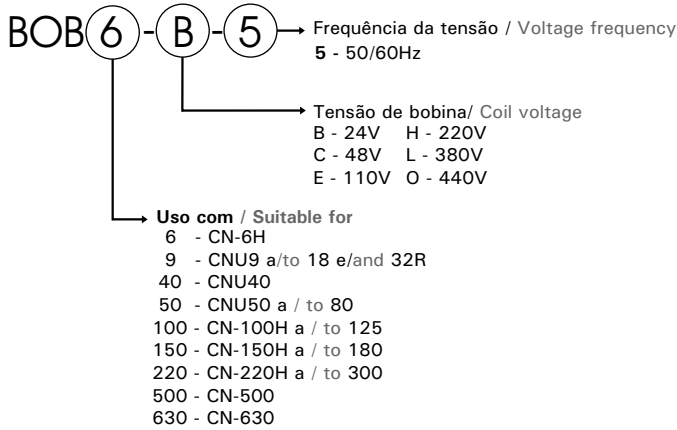 BOB6-B-5 Frequência da tensão / Voltage frequency
5 - 50/60Hz
Tensão de bobina/ Coil voltage
B - 24V H - 220V
C - 48V L - 380V
E - 110V O - 440V
Uso com / Suitable for
6 - CN-6H
9 - CNU9 a/to 18 e/and 32R
40 - CNU40
50 - CNU50 a / to 80
100 - CN-100H a / to 125
150 - CN-150H a / to 180
220 - CN-220H a / to 300
500 - CN-500
630 - CN-630